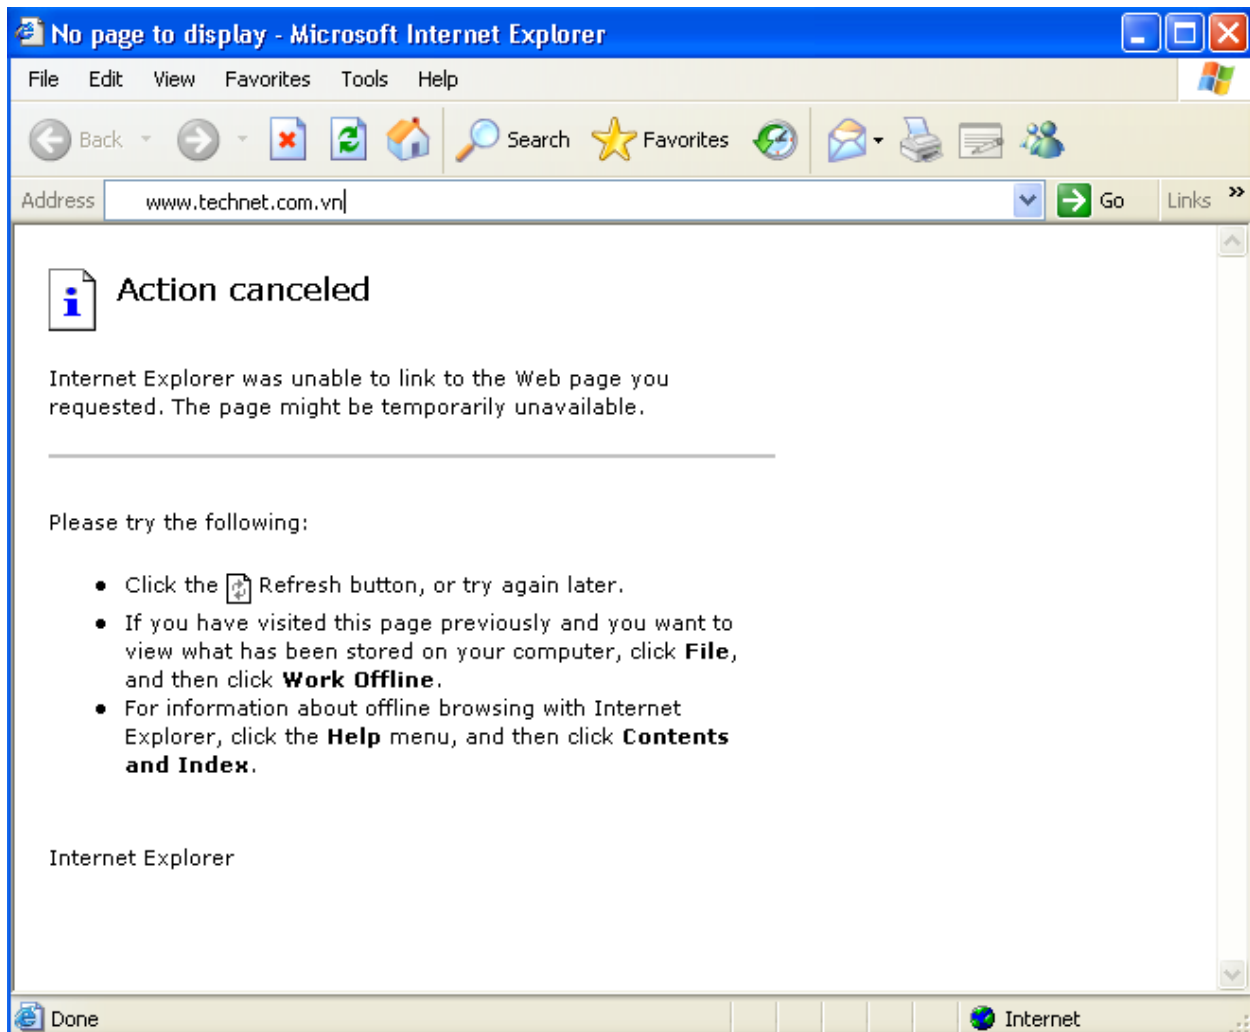 No page to display - Microsoft Internet Explorer
File Edit View Favorites Tools Help
Back Search Favorites
Address www.technet.com.vn Go Links »
Action canceled
Internet Explorer was unable to link to the Web page you
requested. The page might be temporarily unavailable.
Please try the following:
• Click the Refresh button, or try again later.
• If you have visited this page previously and you want to
view what has been stored on your computer, click File,
and then click Work Offline.
• For information about offline browsing with Internet
Explorer, click the Help menu, and then click Contents
and Index.
Internet Explorer
Done Internet